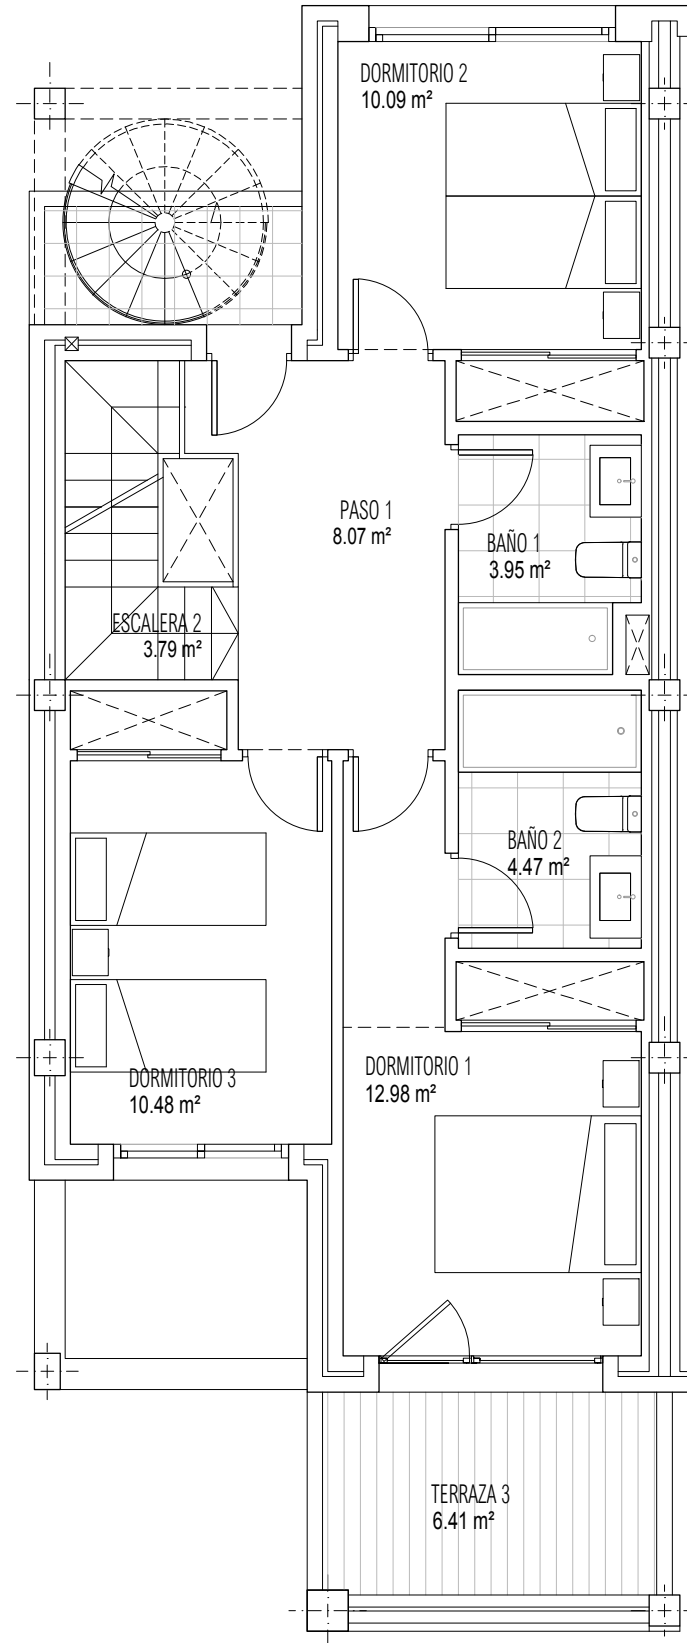 DORMITORIO 2
10.09 m²
PASO 1
8.07 m²
BAÑO 1
3.95 m²
ESCALERA 2
3.79 m²
BAÑO 2
4.47 m²
DORMITORIO 1
12.98 m²
DORMITORIO 3
10.48 m²
TERRAZA 3
6.41 m²